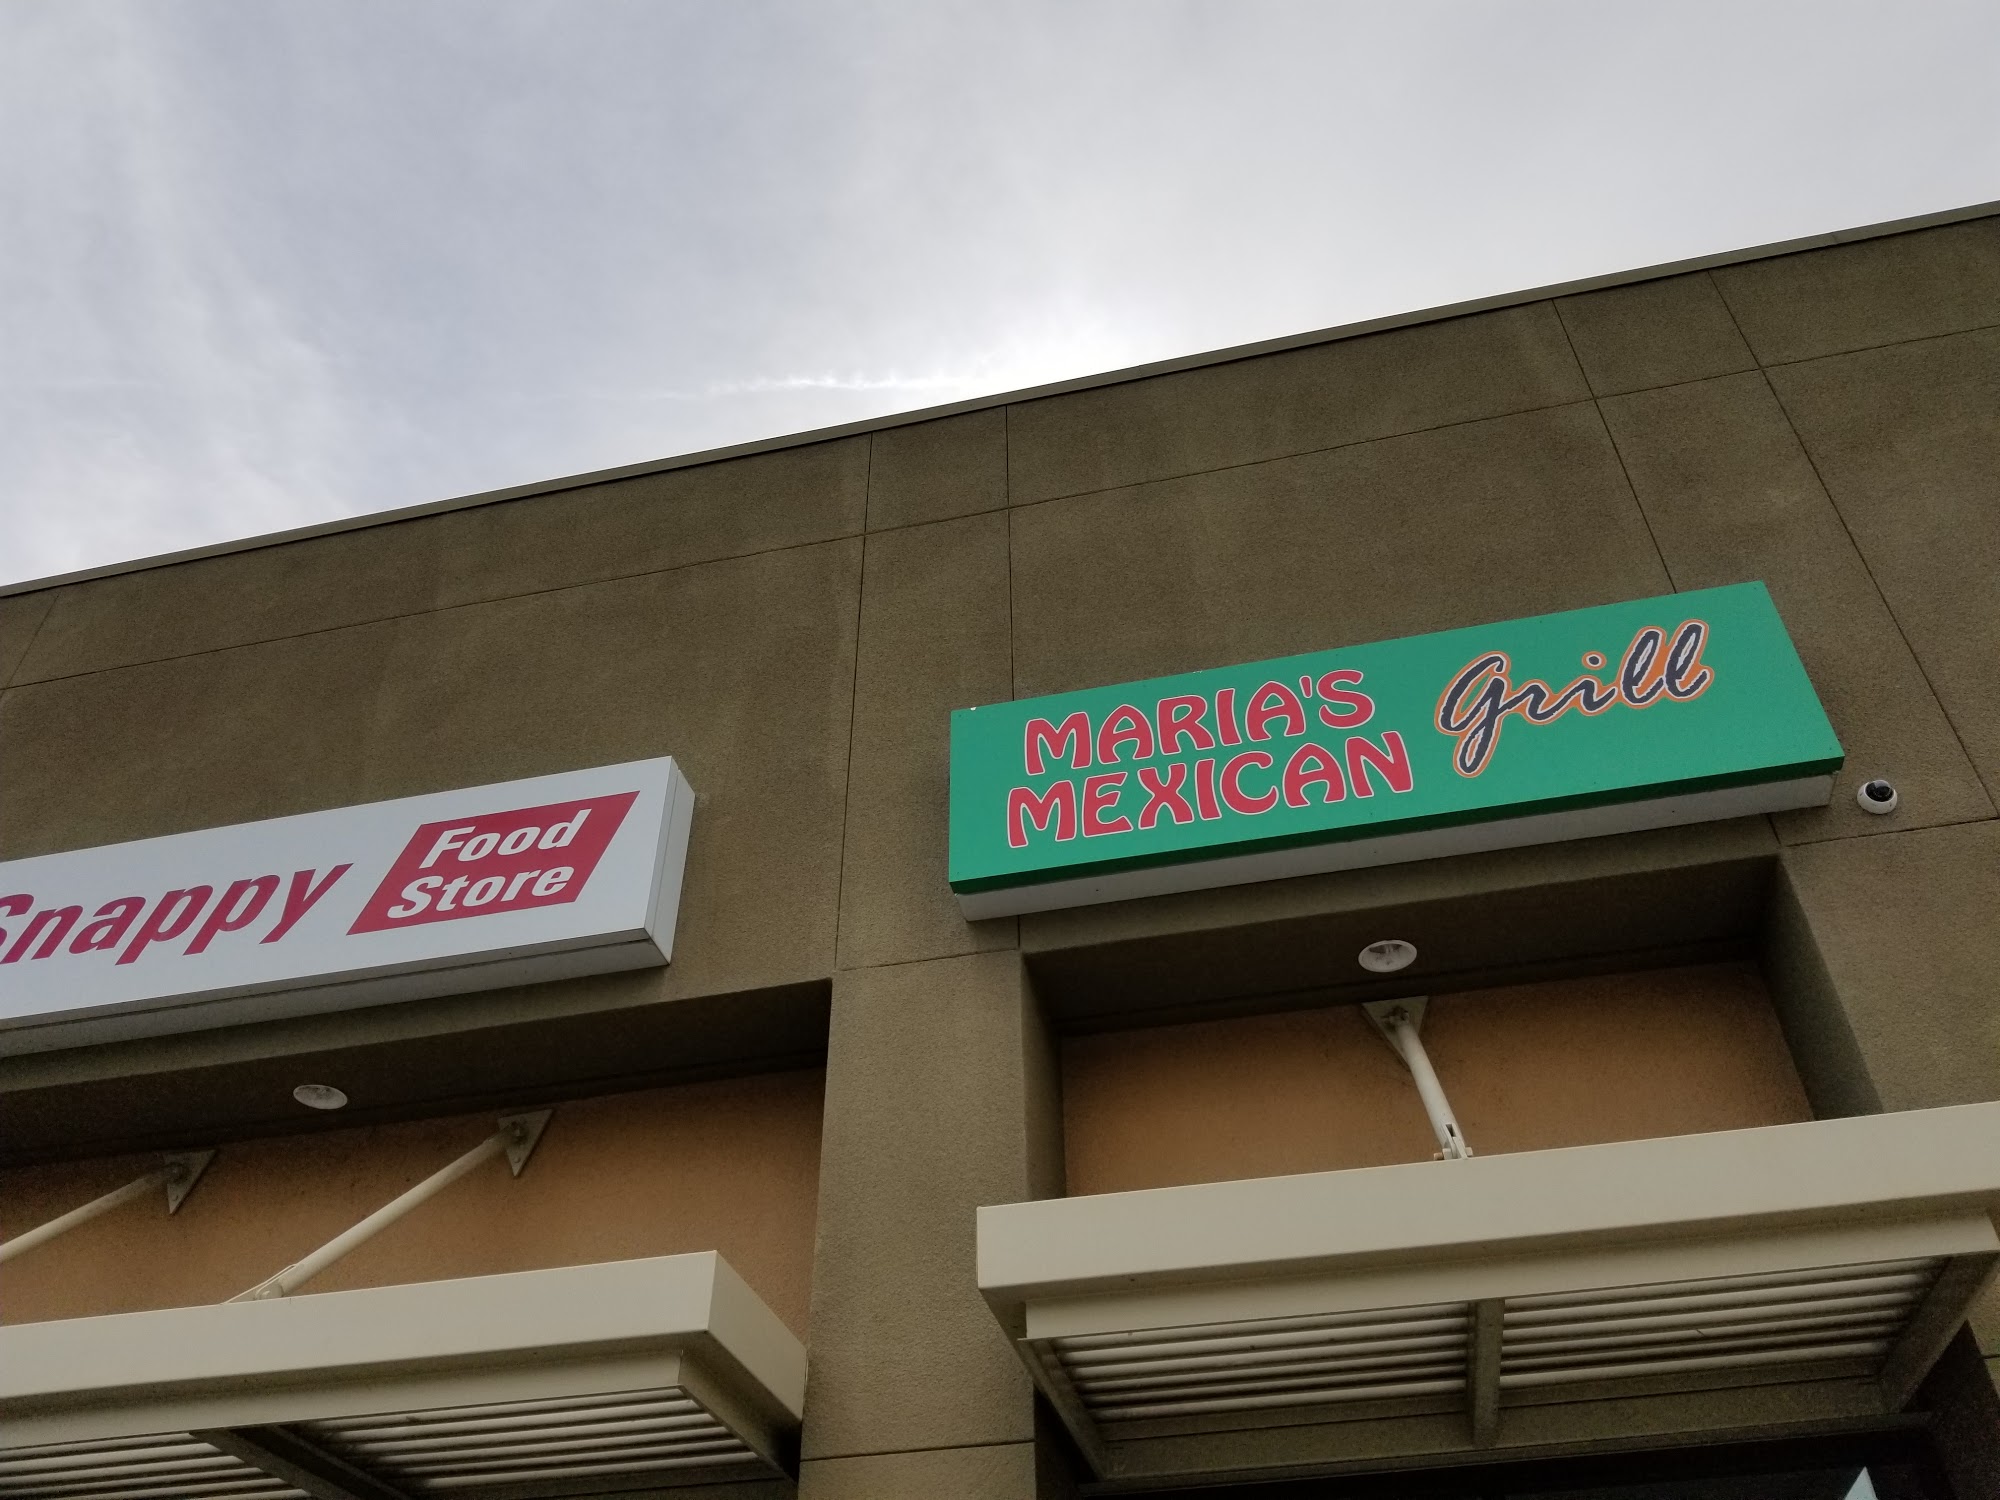 Snappy
Food
Store
MARIA'S
MEXICAN
Grill